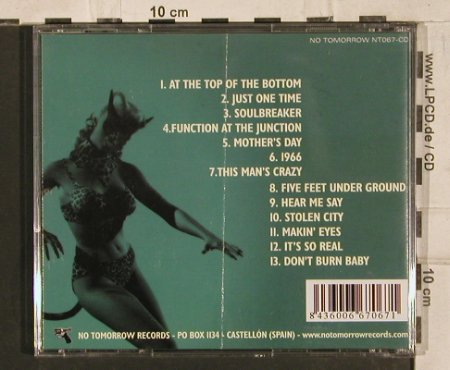 10 cm
NO TOMORROW NT067-CD
1. AT THE TOP OF THE BOTTOM
2. JUST ONE TIME
3. SOULBREAKER
4.FUNCTION AT THE JUNCTION
5. MOTHER'S DAY
6. 1966
7.THIS MAN'S CRAZY
8. FIVE FEET UNDER GROUND
9. HEAR ME SAY
10. STOLEN CITY
11. MAKIN' EYES
12. IT'S SO REAL
13. DON'T BURN BABY
8 436006 670671
NO TOMORROW RECORDS - PO BOX 1134 - CASTELLÓN (SPAIN) - www.notomorrowrecords.com
www.LPCD.de / CD
10 cm